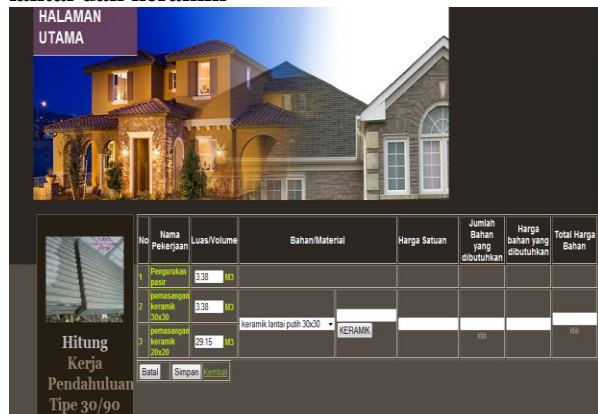 HALAMAN
UTAMA
No
Nama
Pekerjaan
Luas/Volume
Bahan/Material
Harga Satuan
Jumlah
Bahan
yang
dibutuhkan
Harga
bahan yang
dibutuhkan
Total Harga
Bahan
1
Pengurukan
pasir
3.38 M3
2
pemasangan
keramik
30x30
3.38 M3
keramik lantai putih 30x30
KERAMIK
klik
klik
3
pemasangan
keramik
20x20
29.15 M3
Batal Simpan Kembali
Hitung
Kerja
Pendahuluan
Tipe 30/90